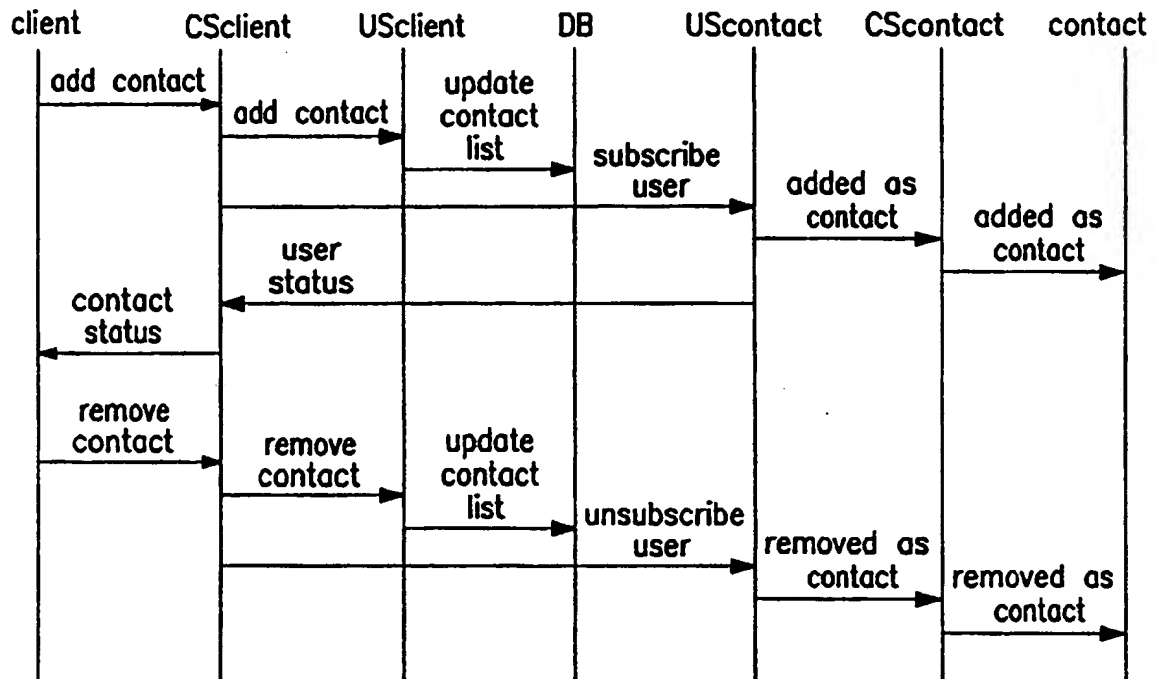 client CSclient USclient DB UScontact CScontact contact
add contact
add contact
update
contact
list
subscribe
user
added as
contact
added as
contact
user
status
contact
status
remove
contact
remove
contact
update
contact
list
unsubscribe
user
removed as
contact
removed as
contact